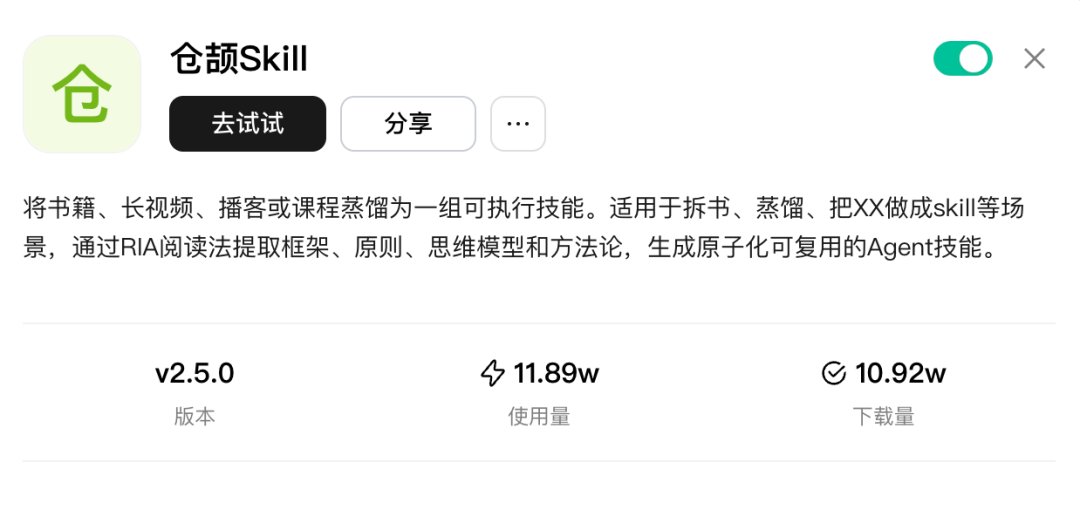 仓
仓颉Skill
去试试
分享
...
将书籍、长视频、播客或课程蒸馏为一组可执行技能。适用于拆书、蒸馏、把XX做成skill等场
景，通过RIA阅读法提取框架、原则、思维模型和方法论，生成原子化可复用的Agent技能。
v2.5.0
11.89w
10.92w
版本
使用量
下载量